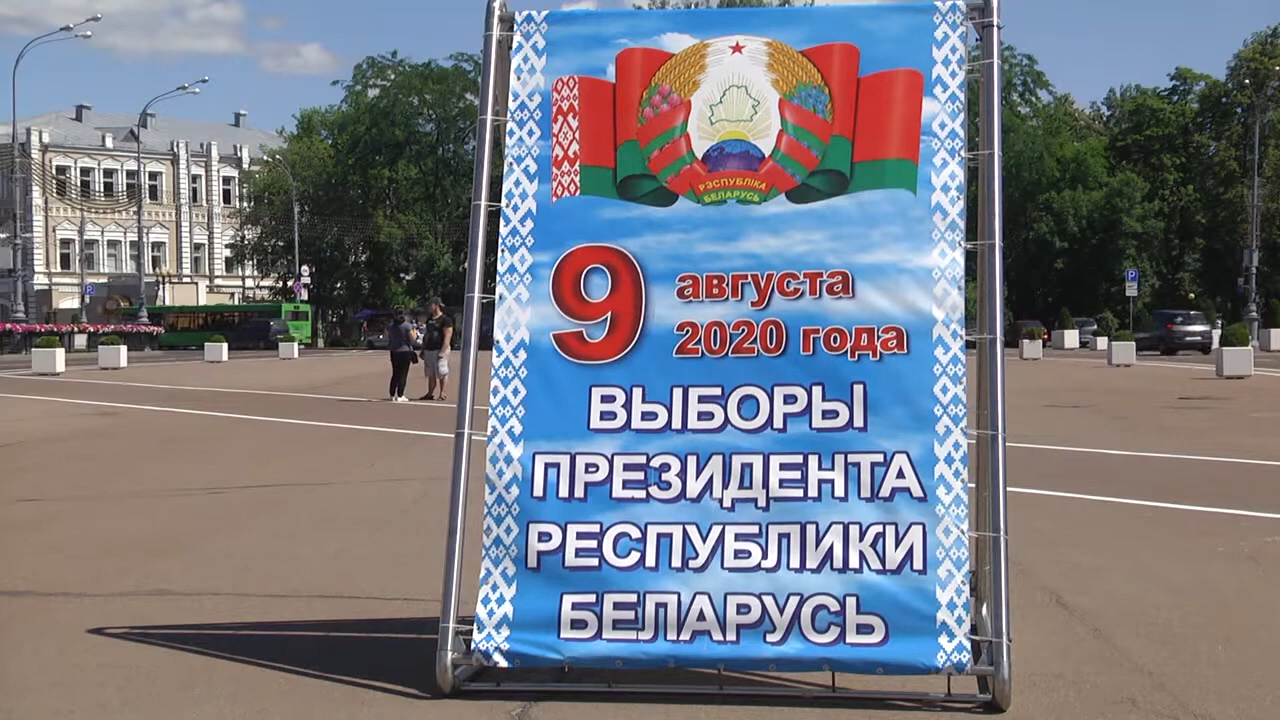 РЭСПУБЛІКА
БЕЛАРУСЬ
9 августа
2020 года
ВЫБОРЫ
ПРЕЗИДЕНТА
РЕСПУБЛИКИ
БЕЛАРУСЬ
P
P